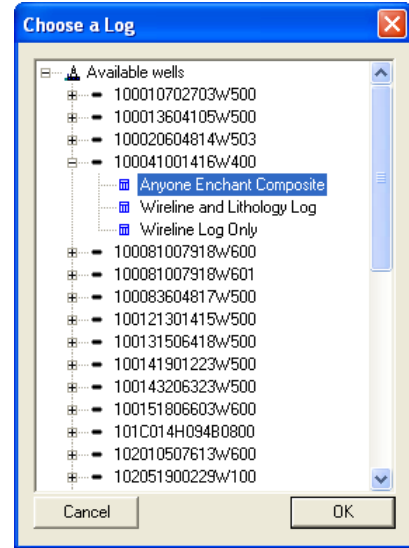 Choose a Log
Available wells
100010702703W500
100013604105W500
100020604814W503
100041001416W400
Anyone Enchant Composite
Wireline and Lithology Log
Wireline Log Only
100081007918W600
100081007918W601
100083604817W500
100121301415W500
100131506418W500
100141901223W500
100143206323W500
100151806603W600
101C014H094B0800
102010507613W600
102051900229W100
Cancel OK